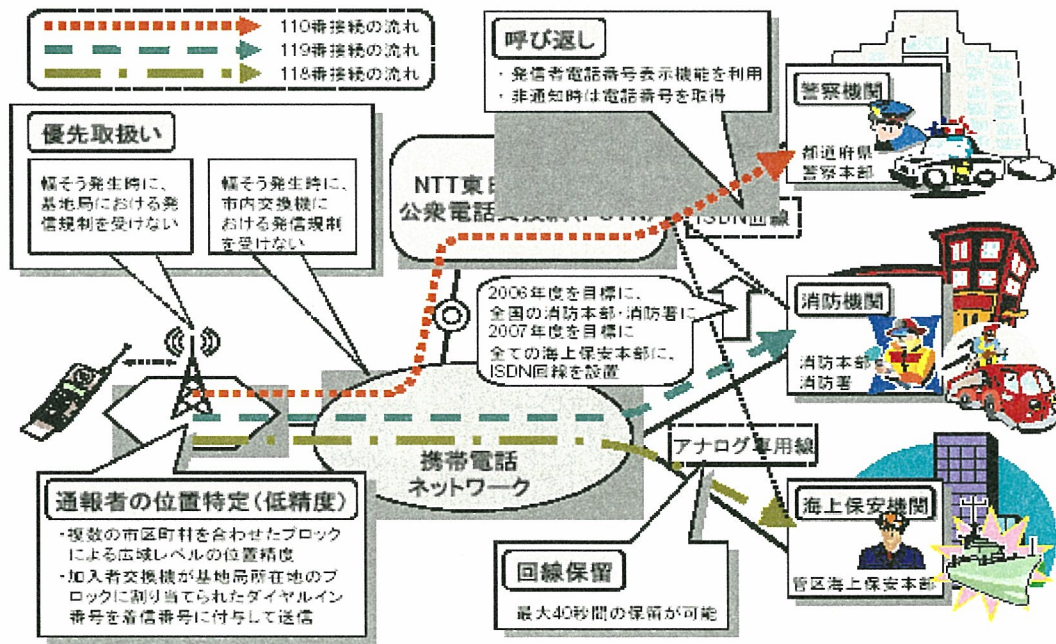 110番接続の流れ
119番接続の流れ
118番接続の流れ
呼び返し
・発信者電話番号表示機能を利用
・非通知時は電話番号を取得
警察機関
都道府県
警察本部
優先取扱い
輻そう発生時に、
基地局における発
信規制を受けない
輻そう発生時に、
市内交換機に
おける発信規制
を受けない
NTT東
公衆電話
ISDN回線
2006年度を目標に、
全国の消防本部・消防署に
2007年度を目標に
全ての海上保安本部に、
ISDN回線を設置
消防機関
消防本部
消防署
携帯電話
ネットワーク
アナログ専用線
通報者の位置特定(低精度)
・複数の市区町村を合わせたブロック
による広域レベルの位置精度
・加入者交換機が基地局所在地のブ
ロックに割り当てられたダイヤルイン
番号を着信番号に付与して送信
回線保留
最大40秒間の保留が可能
海上保安機関
管区海上保安本部